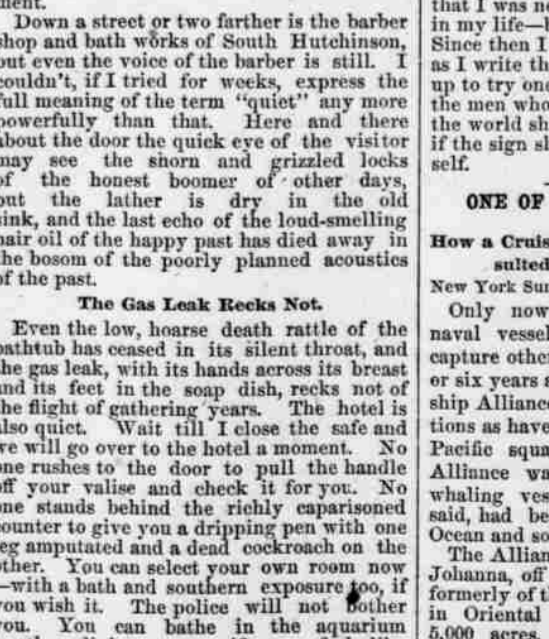 ment.
Down a street or two farther is the barber
shop and bath works of South Hutchinson,
but even the voice of the barber is still. I
couldn't, if I tried for weeks, express the
full meaning of the term "quiet" any more
powerfully than that. Here and there
about the door the quick eye of the visitor
may see the shorn and grizzled locks
of the honest boomer of other days,
but the lather is dry in the old
sink, and the last echo of the loud-smelling
hair oil of the happy past has died away in
the bosom of the poorly planned acoustics
of the past.
The Gas Leak Recks Not.
Even the low, hoarse death rattle of the
bathtub has ceased in its silent throat, and
the gas leak, with its hands across its breast
and its feet in the soap dish, recks not of
the flight of gathering years. The hotel is
also quiet. Wait till I close the safe and
we will go over to the hotel a moment. No
one rushes to the door to pull the handle
off your valise and check it for you. No
one stands behind the richly caparisoned
counter to give you a dripping pen with one
leg amputated and a dead cockroach on the
other. You can select your own room now
—with a bath and southern exposure too, if
you wish it. The police will not bother
you. You can bathe in the aquarium
that I was
in my life—
Since then I
as I write th
up to try one
the men who
the world sh
if the sign sl
self.
ONE OF
How a Cruis
sulted
New York Sun
Only now
naval vessel
capture other
or six years a
ship Alliance
tions as have
Pacific squa
Alliance wa
whaling ves
said, had be
Ocean and so
The Allian
Johanna, off
formerly of t
in Oriental
5,000 acres